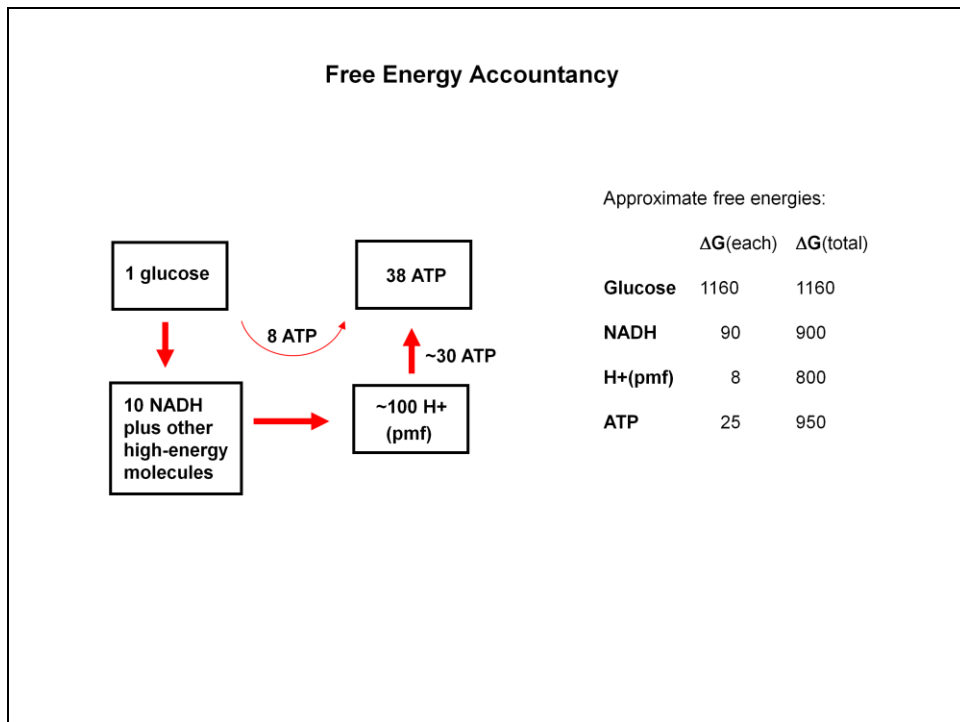 Free Energy Accountancy
1 glucose
38 ATP
8 ATP
~30 ATP
10 NADH
plus other
high-energy
molecules
~100 H+
(pmf)
Approximate free energies:
ΔG(each) ΔG(total)
Glucose 1160 1160
NADH 90 900
H+(pmf) 8 800
ATP 25 950